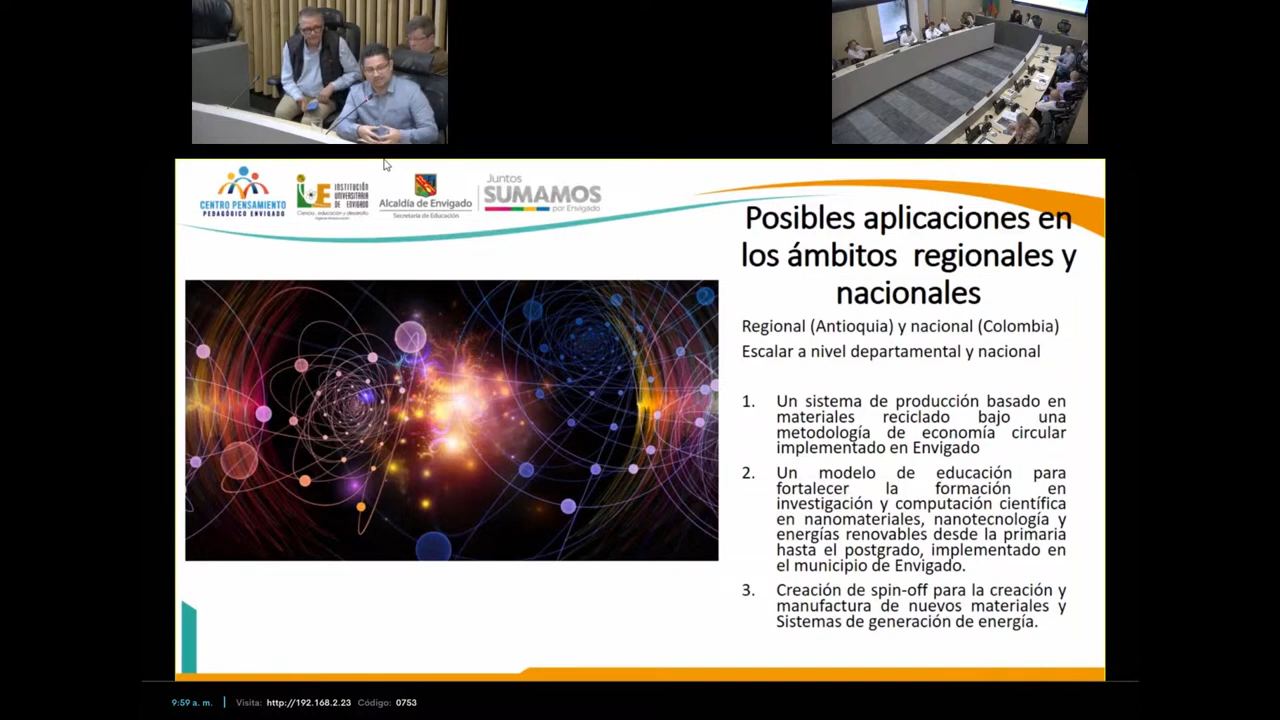 CENTRO PENSAMIENTO
PEDAGÓGICO ENVIGADO
IUE
INSTITUCIÓN
UNIVERSITARIA
DE ENVIGADO
Ciencia, educación y desarrollo
Alcaldía de Envigado
Secretaría de Educación
Juntos
SUMAMOS
por Envigado
Posibles aplicaciones en
los ámbitos regionales y
nacionales
Regional (Antioquia) y nacional (Colombia)
Escalar a nivel departamental y nacional
1. Un sistema de producción basado en
materiales reciclado bajo una
metodología de economía circular
implementado en Envigado
2. Un modelo de educación para
fortalecer la formación en
investigación y computación científica
en nanomateriales, nanotecnología y
energías renovables desde la primaria
hasta el postgrado, implementado en
el municipio de Envigado.
3. Creación de spin-off para la creación y
manufactura de nuevos materiales y
Sistemas de generación de energía.
9:59 a. m. | Visita: http://192.168.2.23 Código: 0753